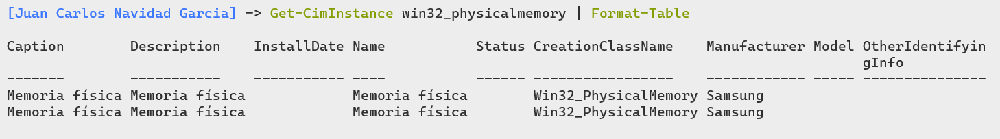 [Juan Carlos Navidad Garcia] -> Get-CimInstance win32_physicalmemory | Format-Table
Caption        Description    InstallDate Name           Status CreationClassName    Manufacturer Model OtherIdentifyin
                                                                                                        gInfo
-------        -----------    ----------- ----           ------ -----------------    ------------ ----- ---------------
Memoria física Memoria física             Memoria física        Win32_PhysicalMemory Samsung
Memoria física Memoria física             Memoria física        Win32_PhysicalMemory Samsung